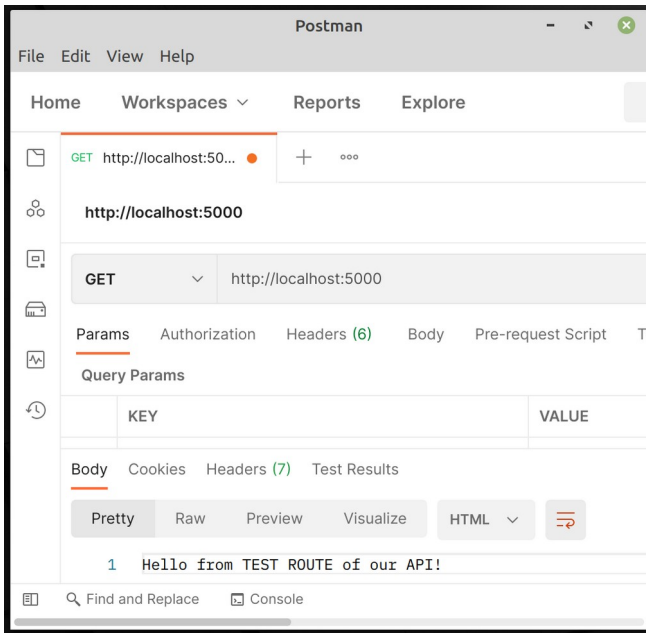 Postman
File Edit View Help
Home Workspaces Reports Explore
GET http://localhost:50...
http://localhost:5000
GET http://localhost:5000
Params Authorization Headers (6) Body Pre-request Script T
Query Params
KEY VALUE
Body Cookies Headers (7) Test Results
Pretty Raw Preview Visualize HTML
1 Hello from TEST ROUTE of our API!
Find and Replace Console